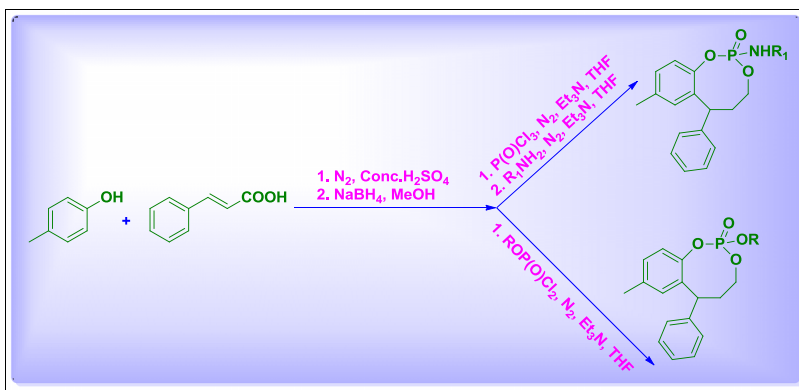 OH
+
COOH
1. N₂, Conc.H₂SO₄
2. NaBH₄, MeOH
1. P(O)Cl₃, N₂, Et₃N, THF
2. R₁NH₂, N₂, Et₃N, THF
O
O P NHR₁
O
1. ROP(O)Cl₂, N₂, Et₃N, THF
O
O P OR
O